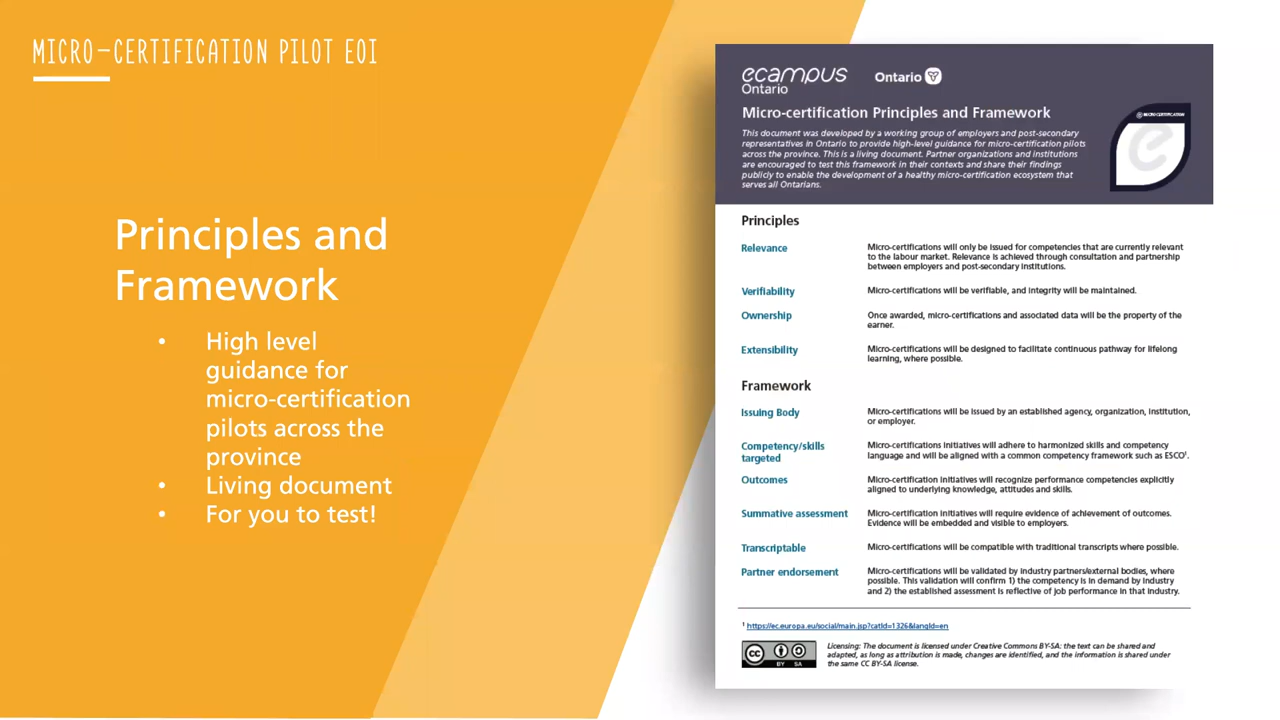 MICRO-CERTIFICATION PILOT EOI
Principles and
Framework
• High level
guidance for
micro-certification
pilots across the
province
• Living document
• For you to test!
ecampus
Ontario
Ontario
Micro-certification Principles and Framework
This document was developed by a working group of employers and post-secondary
representatives in Ontario to provide high-level guidance for micro-certification pilots
across the province. This is a living document. Partner organizations and institutions
are encouraged to test this framework in their contexts and share their findings
publicly to enable the development of a healthy micro-certification ecosystem that
serves all Ontarians.
MICRO-CERTIFICATION
e
Principles
Relevance
Micro-certifications will only be issued for competencies that are currently relevant
to the labour market. Relevance is achieved through consultation and partnership
between employers and post-secondary institutions.
Verifiability
Micro-certifications will be verifiable, and integrity will be maintained.
Ownership
Once awarded, micro-certifications and associated data will be the property of the
earner.
Extensibility
Micro-certifications will be designed to facilitate continuous pathway for lifelong
learning, where possible.
Framework
Issuing Body
Micro-certifications will be issued by an established agency, organization, institution,
or employer.
Competency/skills
targeted
Micro-certifications initiatives will adhere to harmonized skills and competency
language and will be aligned with a common competency framework such as ESCO¹.
Outcomes
Micro-certification initiatives will recognize performance competencies explicitly
aligned to underlying knowledge, attitudes and skills.
Summative assessment
Micro-certification initiatives will require evidence of achievement of outcomes.
Evidence will be embedded and visible to employers.
Transcriptable
Micro-certifications will be compatible with traditional transcripts where possible.
Partner endorsement
Micro-certifications will be validated by industry partners/external bodies, where
possible. This validation will confirm 1) the competency is in demand by industry
and 2) the established assessment is reflective of job performance in that industry.
¹ https://ec.europa.eu/social/main.jsp?catId=1326&langId=en
CC BY SA
Licensing: The document is licensed under Creative Commons BY-SA: the text can be shared and
adapted, as long as attribution is made, changes are identified, and the information is shared under
the same CC BY-SA license.